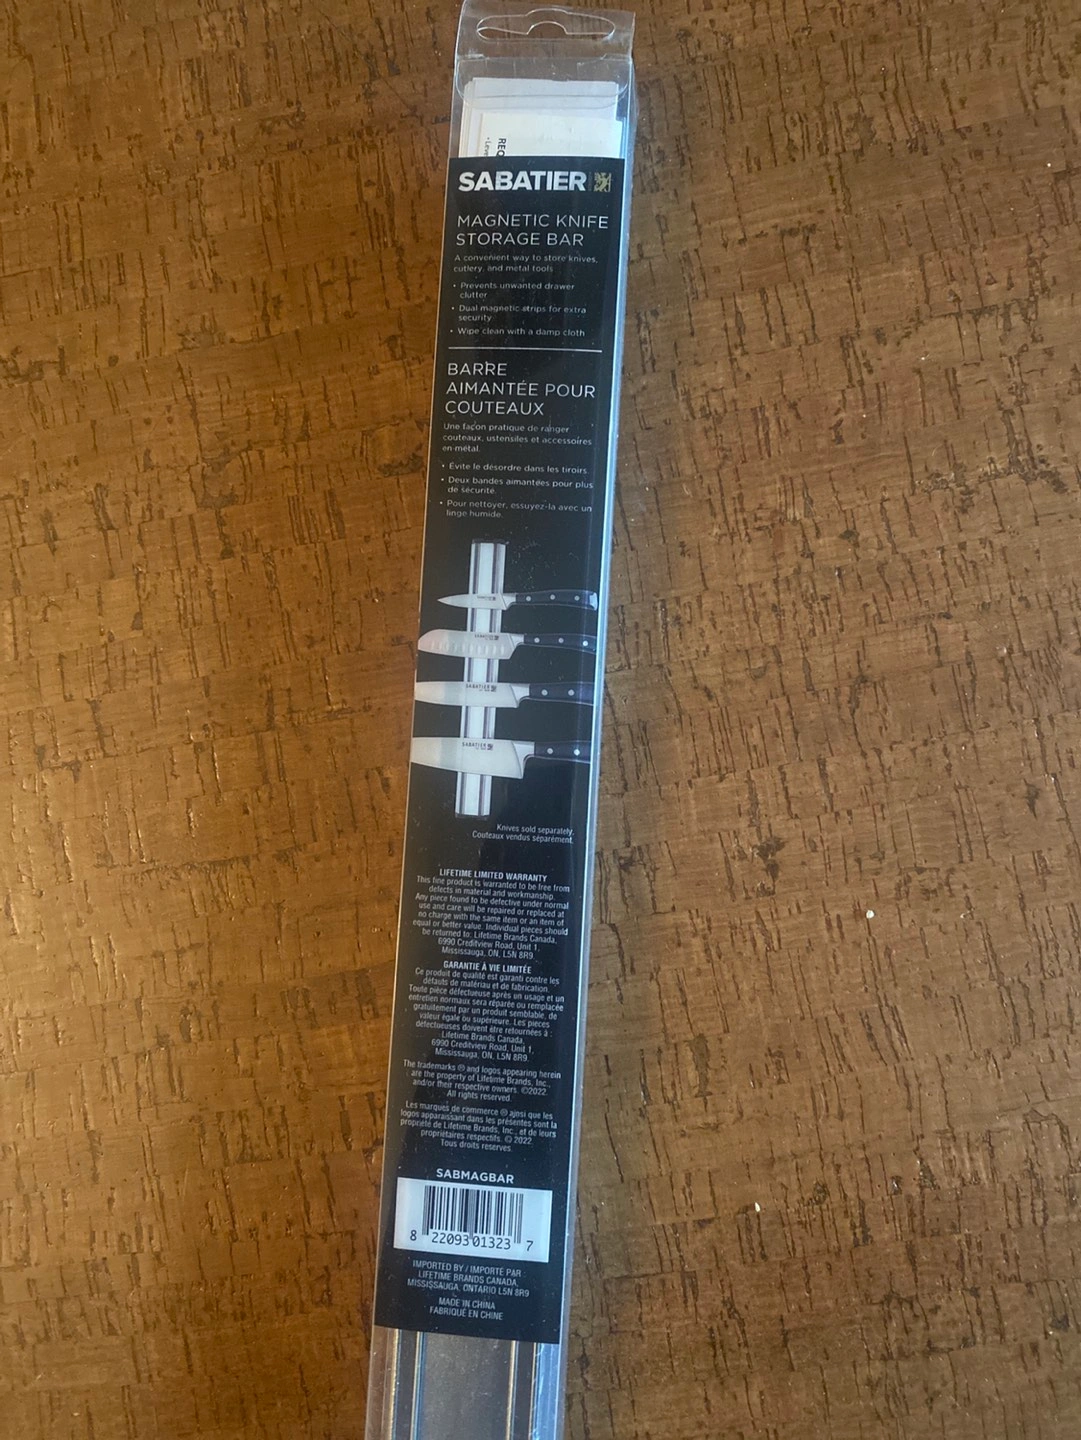 REQ
• Leve
SABATIER
MAGNETIC KNIFE
STORAGE BAR
A convenient way to store knives,
cutlery, and metal tools
• Prevents unwanted drawer
clutter
• Dual magnetic strips for extra
security
• Wipe clean with a damp cloth
BARRE
AIMANTÉE POUR
COUTEAUX
Une façon pratique de ranger
couteaux, ustensiles et accessoires
en métal.
• Évite le désordre dans les tiroirs.
• Deux bandes aimantées pour plus
de sécurité.
• Pour nettoyer, essuyez-la avec un
linge humide.
SABATIER
SABATIER
SABATIER
SABATIER
Knives sold separately.
Couteaux vendus séparément.
LIFETIME LIMITED WARRANTY
This fine product is warranted to be free from
defects in material and workmanship.
Any piece found to be defective under normal
use and care will be repaired or replaced at
no charge with the same item or an item of
equal or better value. Individual pieces should
be returned to: Lifetime Brands Canada,
6990 Creditview Road, Unit 1,
Mississauga, ON, L5N 8R9.
GARANTIE À VIE LIMITÉE
Ce produit de qualité est garanti contre les
défauts de matériau et de fabrication.
Toute pièce défectueuse après un usage et un
entretien normaux sera réparée ou remplacée
gratuitement par un produit semblable, de
valeur égale ou supérieure. Les pièces
défectueuses doivent être retournées à :
Lifetime Brands Canada,
6990 Creditview Road, Unit 1,
Mississauga, ON, L5N 8R9.
The trademarks ® and logos appearing herein
are the property of Lifetime Brands, Inc.,
and/or their respective owners. ©2022.
All rights reserved.
Les marques de commerce ® ainsi que les
logos apparaissant dans les présentes sont la
propriété de Lifetime Brands, Inc., et de leurs
propriétaires respectifs. © 2022.
Tous droits reservés.
SABMAGBAR
8 22093 01323 7
IMPORTED BY / IMPORTÉ PAR :
LIFETIME BRANDS CANADA,
MISSISSAUGA, ONTARIO L5N 8R9
MADE IN CHINA
FABRIQUÉ EN CHINE